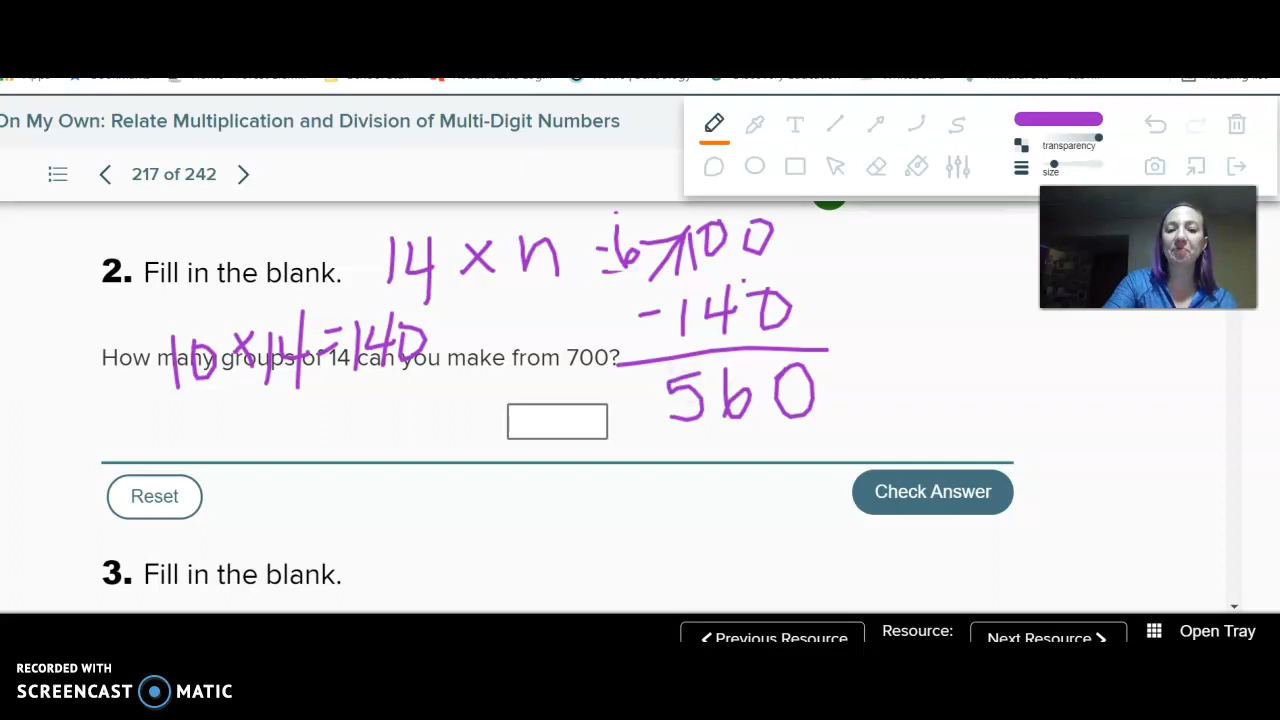 On My Own: Relate Multiplication and Division of Multi-Digit Numbers
transparency
217 of 242
size
2. Fill in the blank.
14 × n
6
00
- 140
10 × 14 = 140
How many groups of 14 can you make from 700?
560
Reset
Check Answer
3. Fill in the blank.
Previous Resource
Resource:
Next Resource
Open Tray
RECORDED WITH
SCREENCAST MATIC